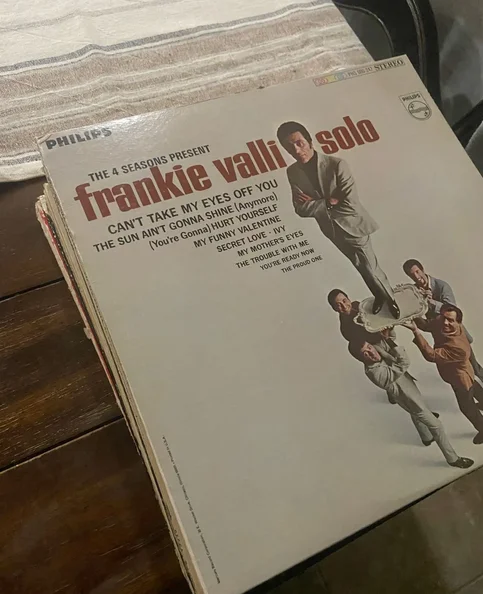 PHILIPS
STEREO
PHILIPS
THE 4 SEASONS PRESENT
frankie valli solo
CAN'T TAKE MY EYES OFF YOU
THE SUN AIN'T GONNA SHINE (Anymore)
(You're Gonna) HURT YOURSELF
MY FUNNY VALENTINE
SECRET LOVE · IVY
MY MOTHER'S EYES
THE TROUBLE WITH ME
YOU'RE READY NOW
THE PROUD ONE